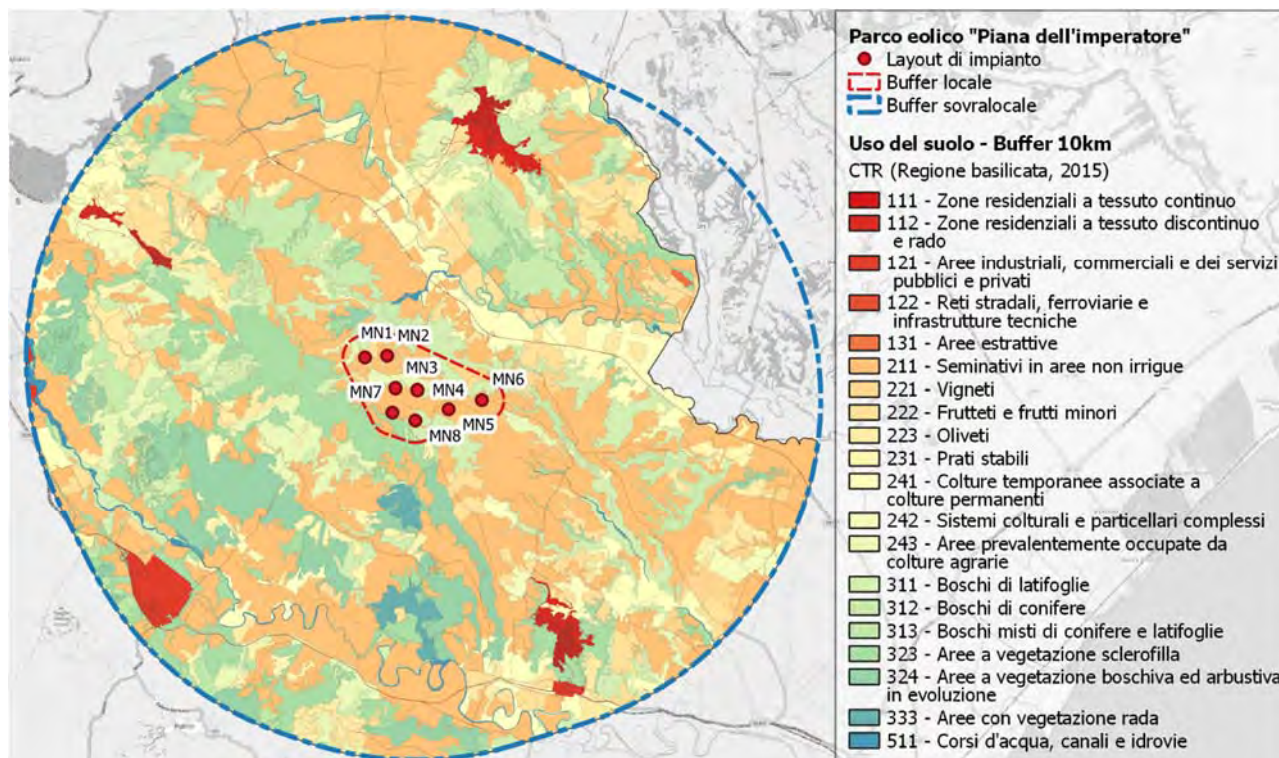 Parco eolico "Piana dell'imperatore"
Layout di impianto
Buffer locale
Buffer sovralocale
Uso del suolo - Buffer 10km
CTR (Regione basilicata, 2015)
111 - Zone residenziali a tessuto continuo
112 - Zone residenziali a tessuto discontinuo
e rado
121 - Aree industriali, commerciali e dei servizi
pubblici e privati
122 - Reti stradali, ferroviarie e
infrastrutture tecniche
131 - Aree estrattive
211 - Seminativi in aree non irrigue
221 - Vigneti
222 - Frutteti e frutti minori
223 - Oliveti
231 - Prati stabili
241 - Colture temporanee associate a
colture permanenti
242 - Sistemi colturali e particellari complessi
243 - Aree prevalentemente occupate da
colture agrarie
311 - Boschi di latifoglie
312 - Boschi di conifere
313 - Boschi misti di conifere e latifoglie
323 - Aree a vegetazione sclerofilla
324 - Aree a vegetazione boschiva ed arbustiva
in evoluzione
333 - Aree con vegetazione rada
511 - Corsi d'acqua, canali e idrovie
MN1 MN2
MN3
MN7 MN4 MN6
MN5
MN8